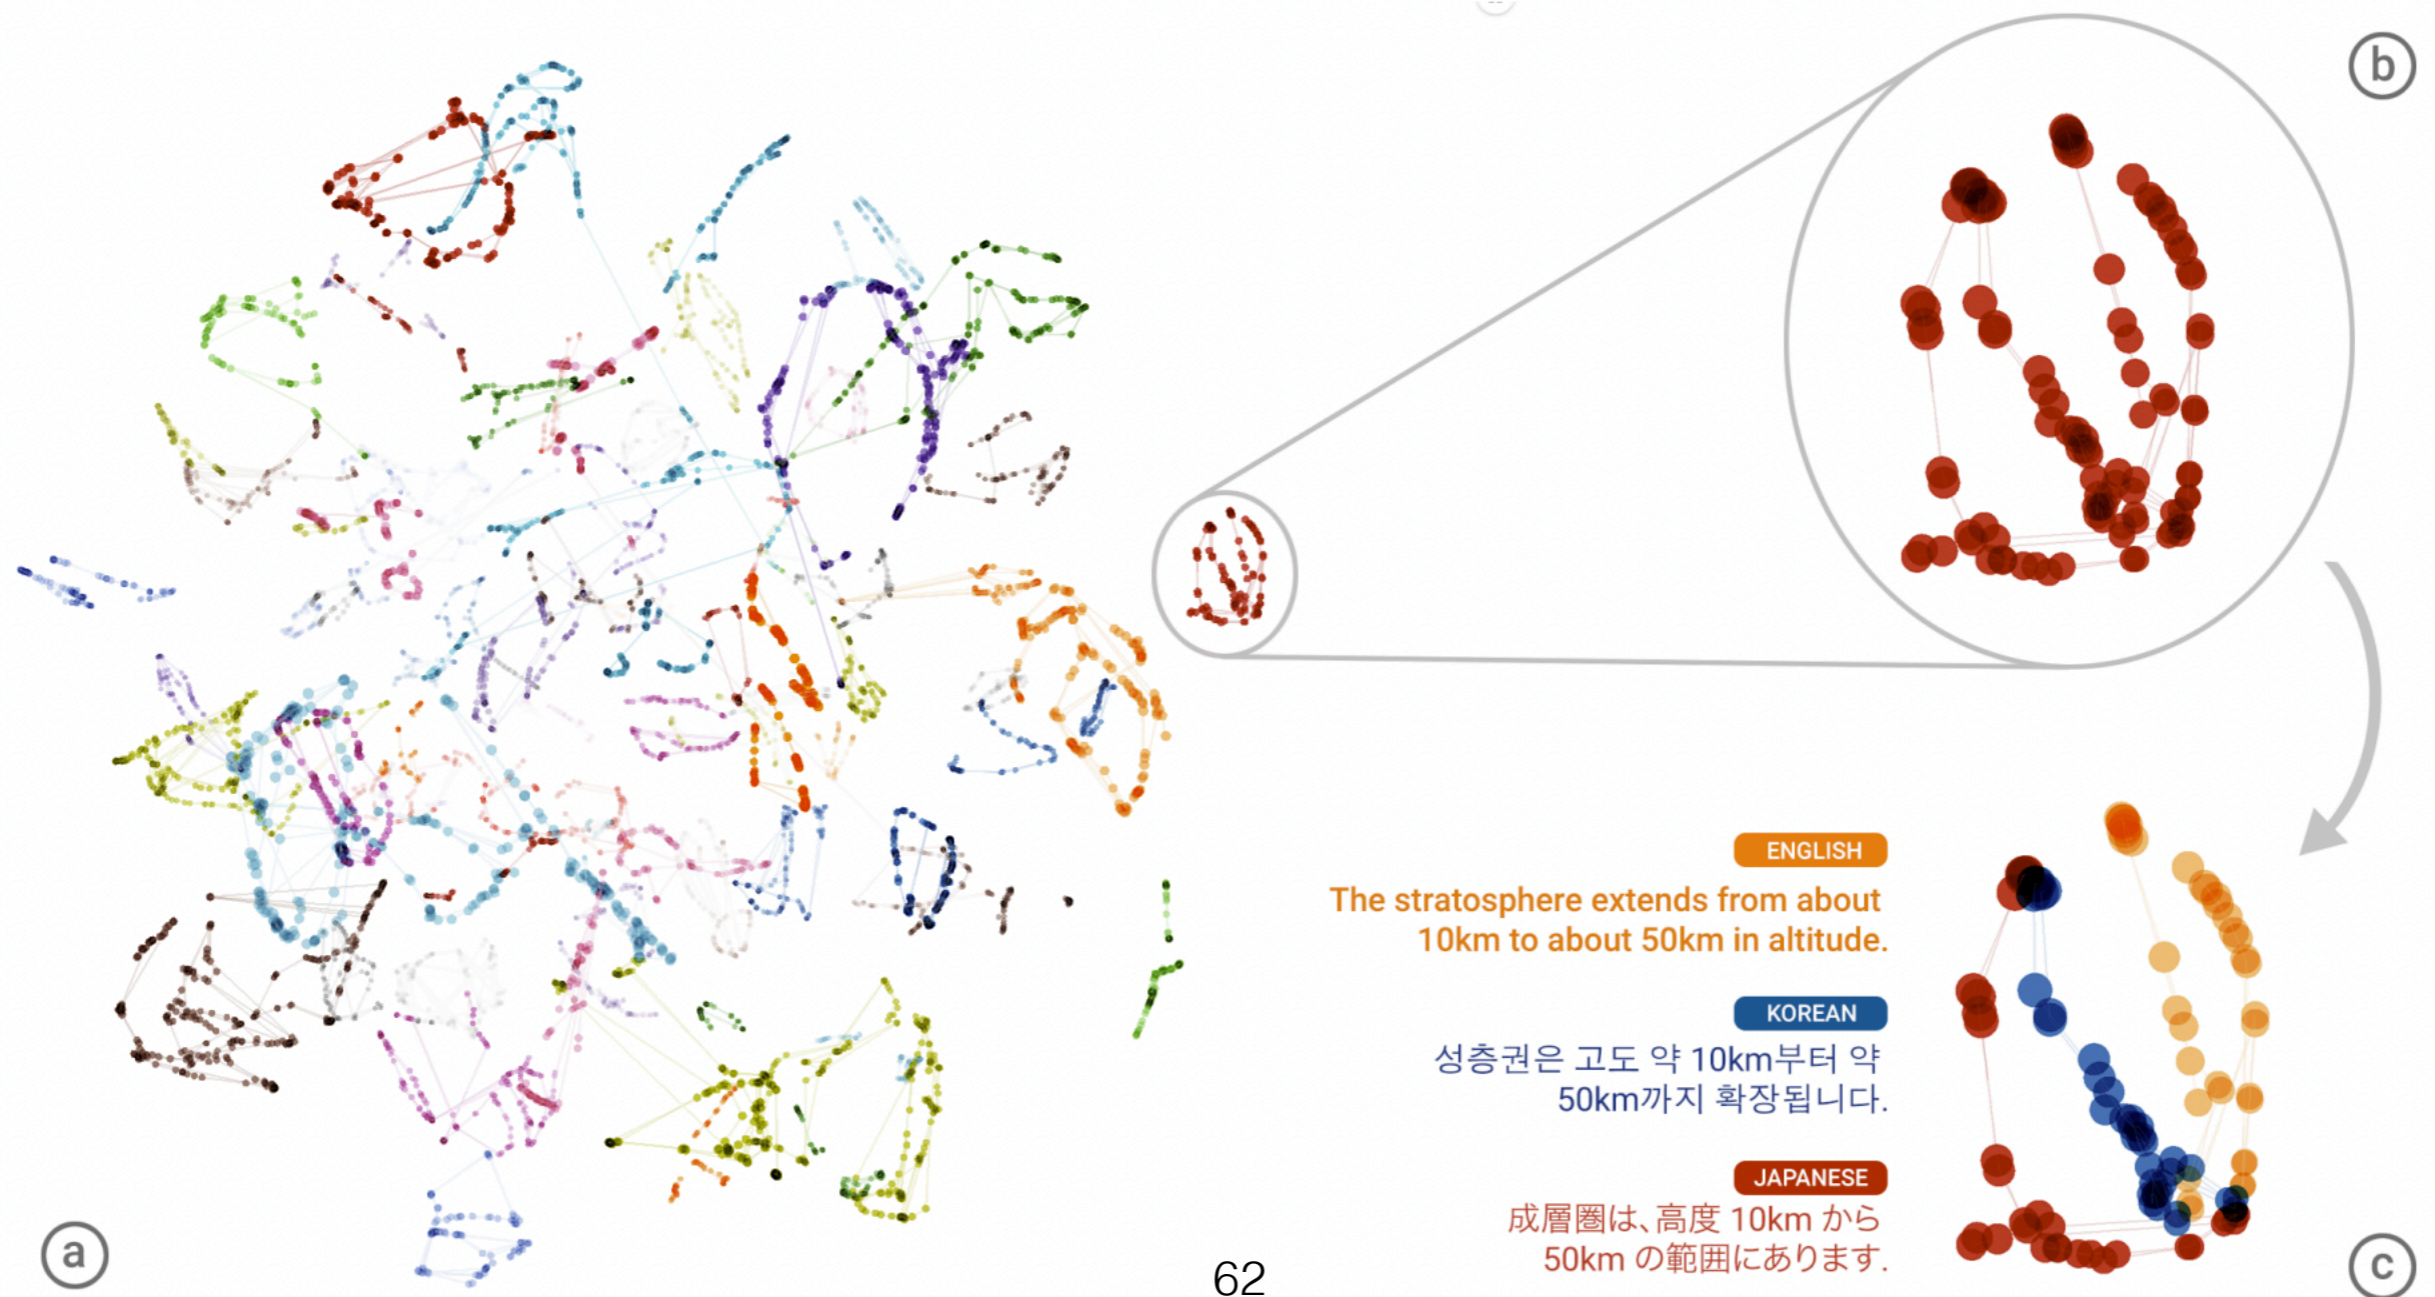 b
ENGLISH
The stratosphere extends from about
10km to about 50km in altitude.
KOREAN
성층권은 고도 약 10km부터 약
50km까지 확장됩니다.
JAPANESE
成層圏は、高度 10km から
50km の範囲にあります。
a
62
c